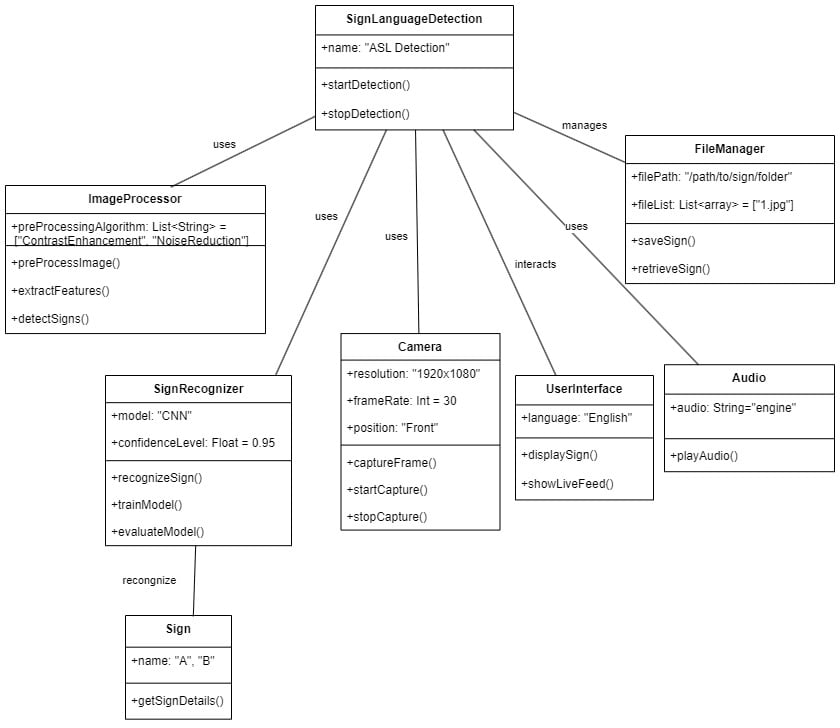 SignLanguageDetection
+name: "ASL Detection"
+startDetection()
+stopDetection()
manages
uses
FileManager
+filePath: "/path/to/sign/folder"
+fileList: List<array> = ["1.jpg"]
+saveSign()
+retrieveSign()
ImageProcessor
+preProcessingAlgorithm: List<String> =
["ContrastEnhancement", "NoiseReduction"]
+preProcessImage()
+extractFeatures()
+detectSigns()
uses
uses
uses
interacts
SignRecognizer
+model: "CNN"
+confidenceLevel: Float = 0.95
+recognizeSign()
+trainModel()
+evaluateModel()
Camera
+resolution: "1920x1080"
+frameRate: Int = 30
+position: "Front"
+captureFrame()
+startCapture()
+stopCapture()
UserInterface
+language: "English"
+displaySign()
+showLiveFeed()
Audio
+audio: String="engine"
+playAudio()
recongnize
Sign
+name: "A", "B"
+getSignDetails()